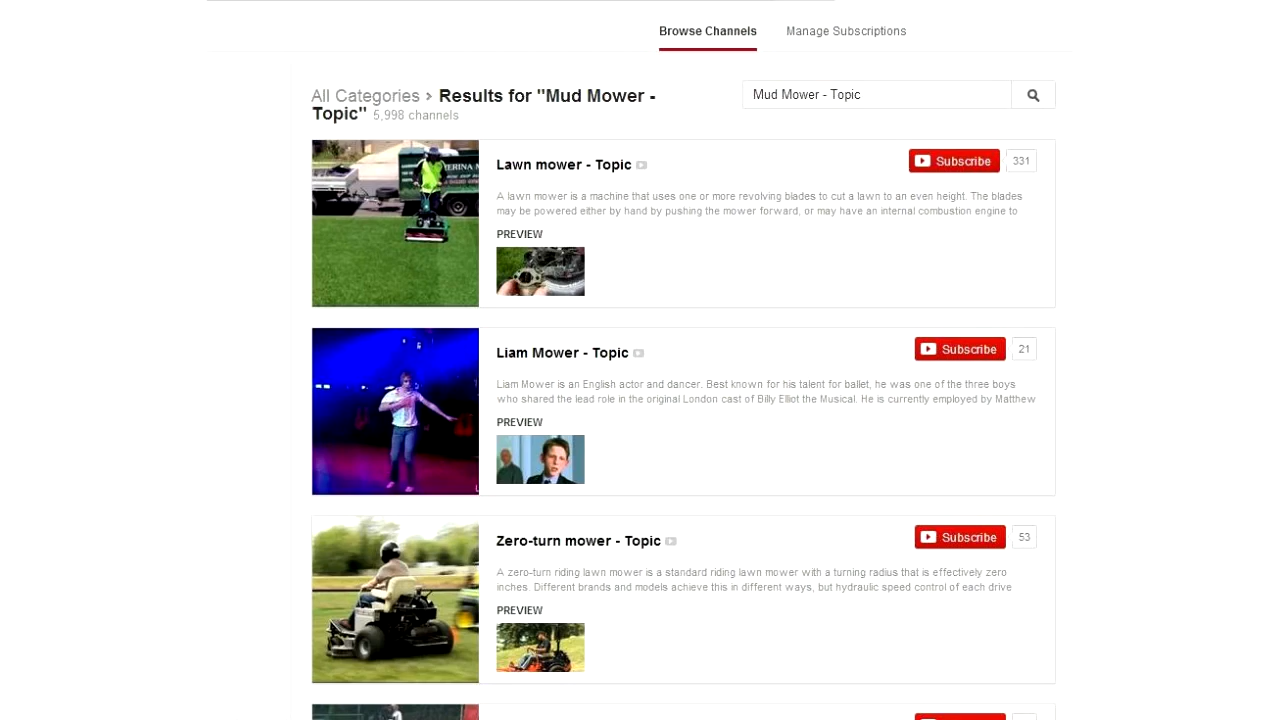 Browse Channels Manage Subscriptions
All Categories › Results for "Mud Mower -
Topic" 5,998 channels
Mud Mower - Topic
Lawn mower - Topic
Subscribe 331
A lawn mower is a machine that uses one or more revolving blades to cut a lawn to an even height. The blades
may be powered either by hand by pushing the mower forward, or may have an internal combustion engine to
PREVIEW
Liam Mower - Topic
Subscribe 21
Liam Mower is an English actor and dancer. Best known for his talent for ballet, he was one of the three boys
who shared the lead role in the original London cast of Billy Elliot the Musical. He is currently employed by Matthew
PREVIEW
Zero-turn mower - Topic
Subscribe 53
A zero-turn riding lawn mower is a standard riding lawn mower with a turning radius that is effectively zero
inches. Different brands and models achieve this in different ways, but hydraulic speed control of each drive
PREVIEW